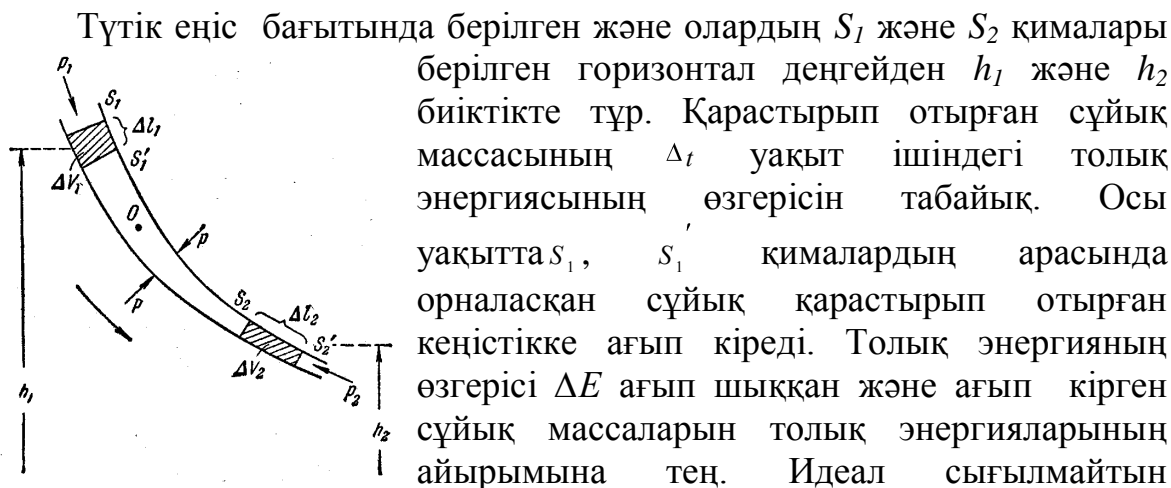 Түтік еңіс бағытында берілген және олардың S₁ және S₂ қималары
берілген горизонтал деңгейден h₁ және h₂
биіктікте тұр. Қарастырып отырған сұйық
массасының Δt уақыт ішіндегі толық
энергиясының өзгерісін табайық. Осы
уақытта s₁, s₁′ қималардың арасында
орналасқан сұйық қарастырып отырған
кеңістікке ағып кіреді. Толық энергияның
өзгерісі ΔE ағып шыққан және ағып кірген
сұйық массаларын толық энергияларының
айырымына тең. Идеал сығылмайтын
p₁
S₁
Δl₁
S₁′
ΔV₁
O
p
p
S₂
Δl₂
S₂′
ΔV₂
p₂
h₁
h₂